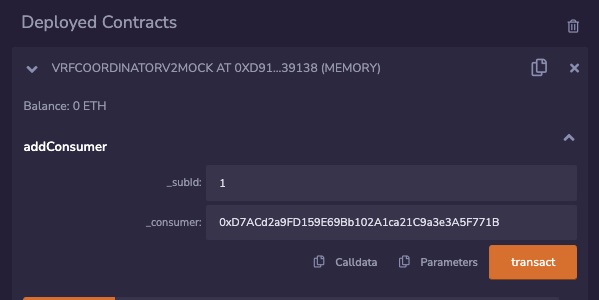 Deployed Contracts
VRFCOORDINATORV2MOCK AT 0XD91...39138 (MEMORY)
Balance: 0 ETH
addConsumer
_subId: 1
_consumer: 0xD7ACd2a9FD159E69Bb102A1ca21C9a3e3A5F771B
Calldata Parameters transact